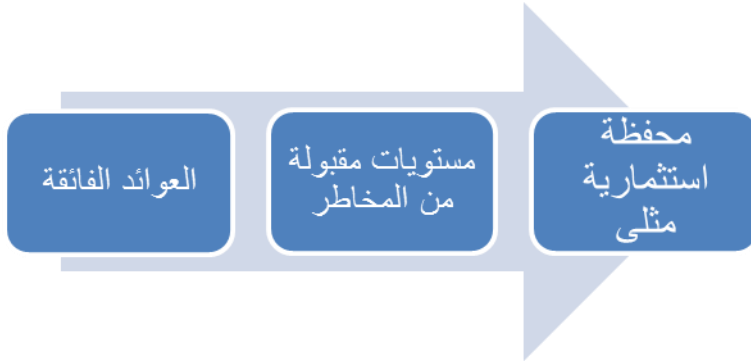 العوائد الفائقة
مستويات مقبولة
من المخاطر
محفظة
استثمارية
مثلى